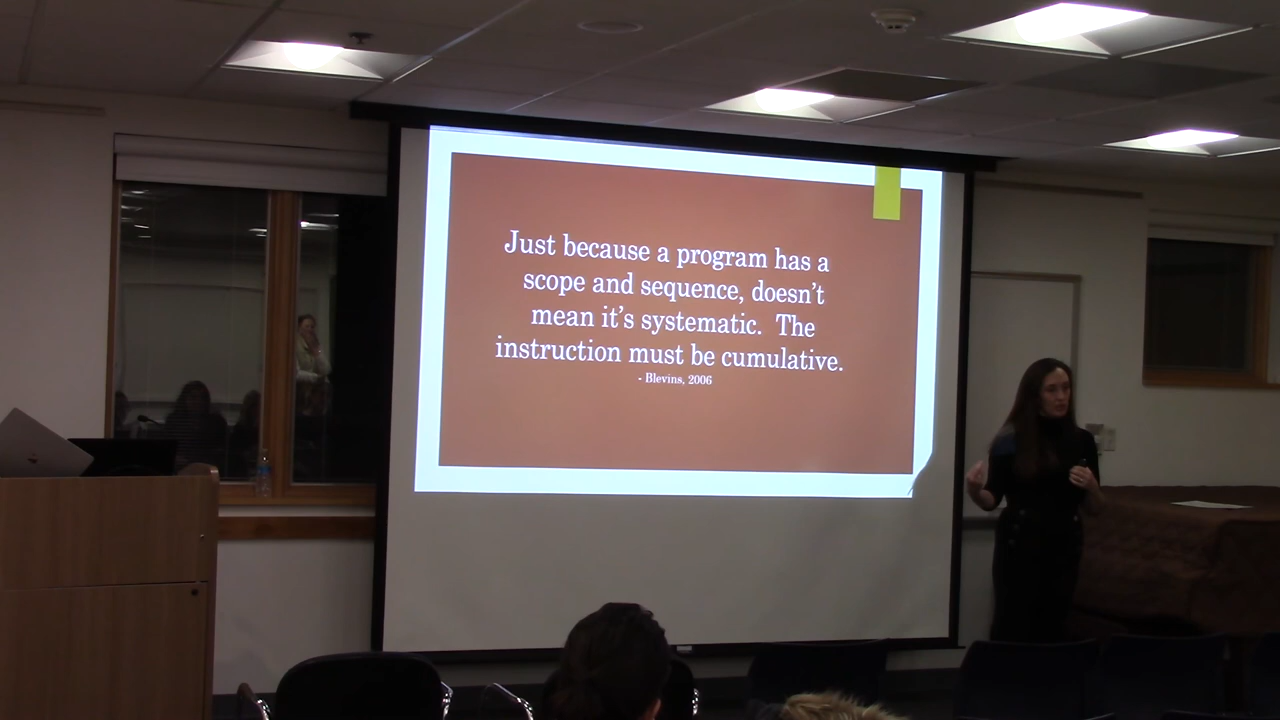 Just because a program has a
scope and sequence, doesn't
mean it's systematic.  The
instruction must be cumulative.
- Blevins, 2006